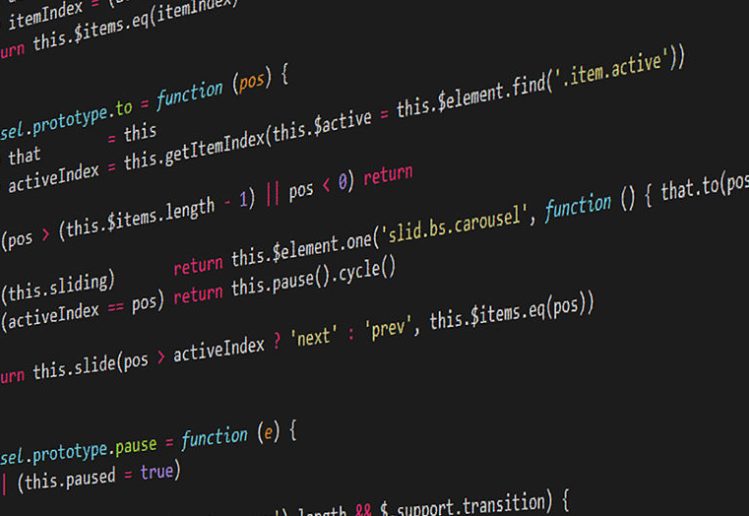 itemIndex = (
urn this.$items.eq(itemIndex)
sel.prototype.to = function (pos) {
that = this
activeIndex = this.getItemIndex(this.$active = this.$element.find('.item.active'))
(pos > (this.$items.length - 1) || pos < 0) return
(this.sliding) return this.$element.one('slid.bs.carousel', function () { that.to(pos
(activeIndex == pos) return this.pause().cycle()
urn this.slide(pos > activeIndex ? 'next' : 'prev', this.$items.eq(pos))
sel.prototype.pause = function (e) {
| (this.paused = true)
').length && $.support.transition) {